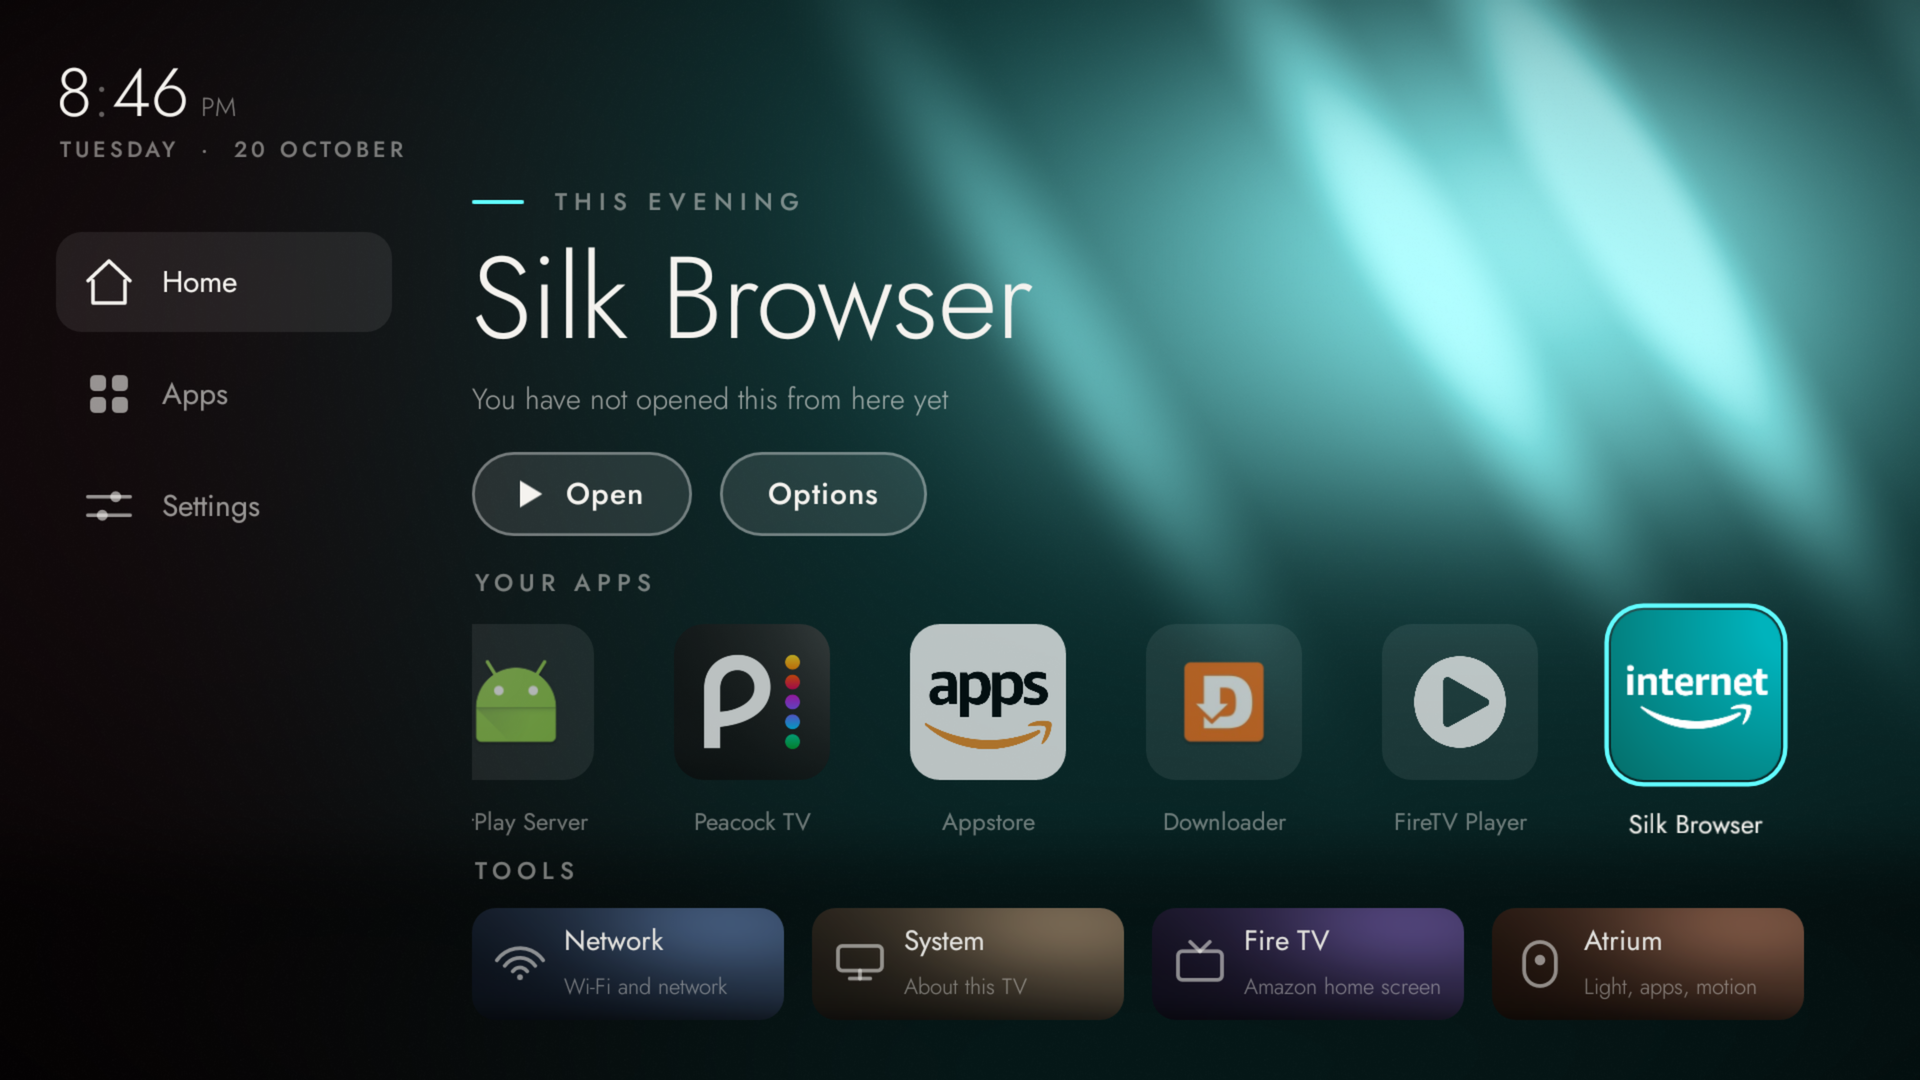 8:46 PM
TUESDAY · 20 OCTOBER
Home
Apps
Settings
THIS EVENING
Silk Browser
You have not opened this from here yet
Open
Options
YOUR APPS
apps
internet
Play Server
Peacock TV
Appstore
Downloader
FireTV Player
Silk Browser
TOOLS
Network
Wi-Fi and network
System
About this TV
Fire TV
Amazon home screen
Atrium
Light, apps, motion